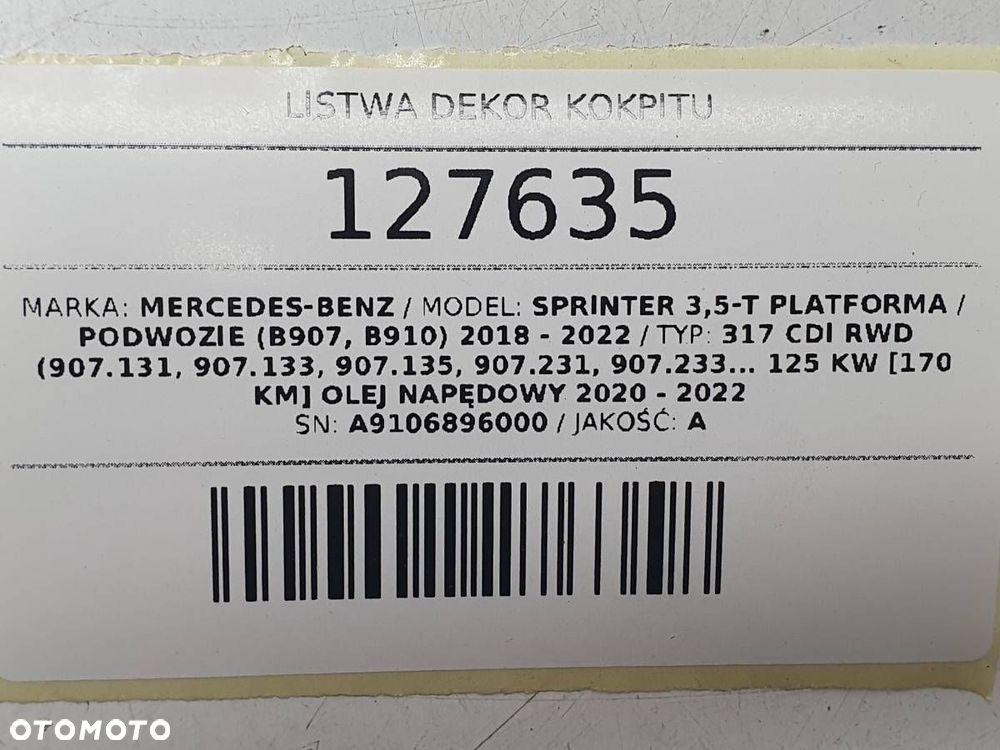 LISTWA DEKOR KOKPITU
127635
MARKA: MERCEDES-BENZ / MODEL: SPRINTER 3,5-T PLATFORMA /
PODWOZIE (B907, B910) 2018 - 2022 / TYP: 317 CDI RWD
(907.131, 907.133, 907.135, 907.231, 907.233... 125 KW [170
KM] OLEJ NAPĘDOWY 2020 - 2022
SN: A9106896000 / JAKOŚĆ: A
OTOMOTO